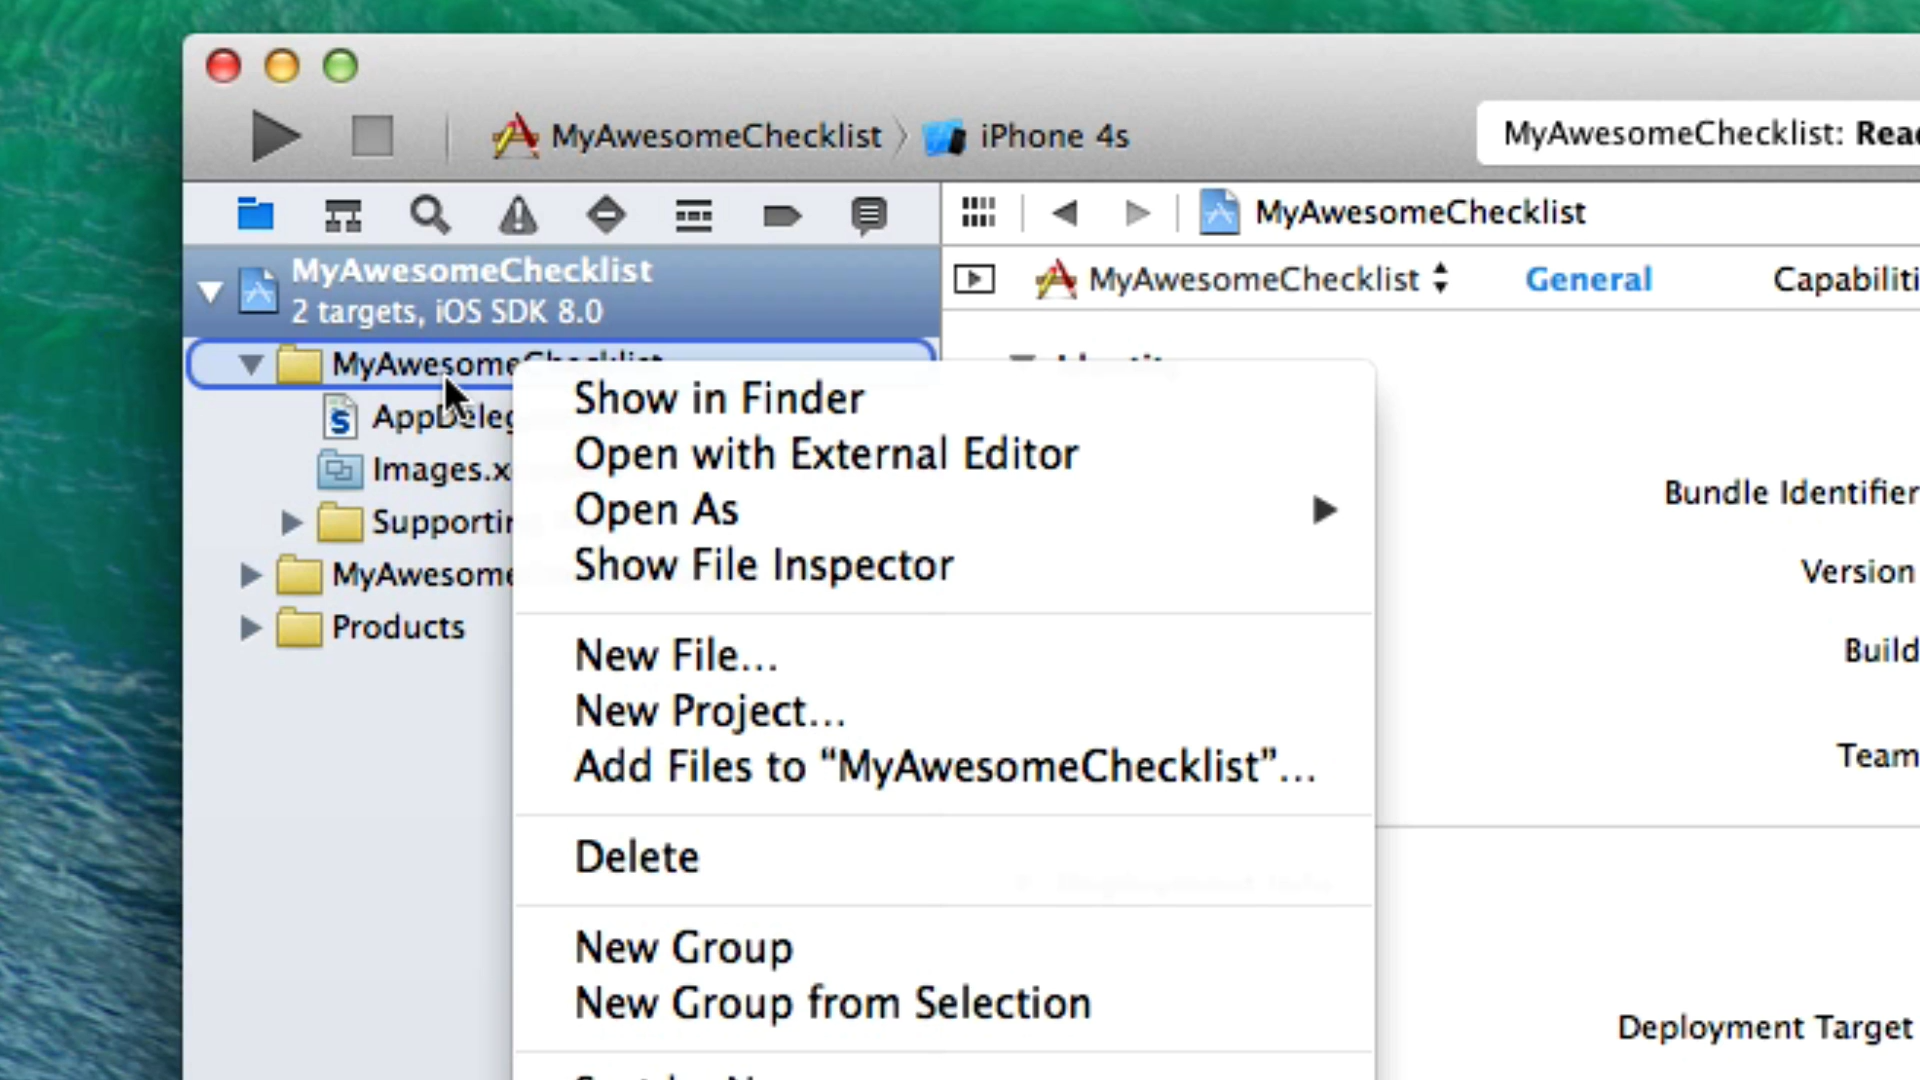 MyAwesomeChecklist
iPhone 4s
MyAwesomeChecklist:
MyAwesomeChecklist
MyAwesomeChecklist
2 targets, iOS SDK 8.0
MyAwesomeChecklist
General
MyAwesomeChecklist
Show in Finder
Open with External Editor
Open As
Show File Inspector
Products
New File...
New Project...
Add Files to “MyAwesomeChecklist”...
Delete
New Group
New Group from Selection
Bundle Identifier
Version
Build
Team
Deployment Target